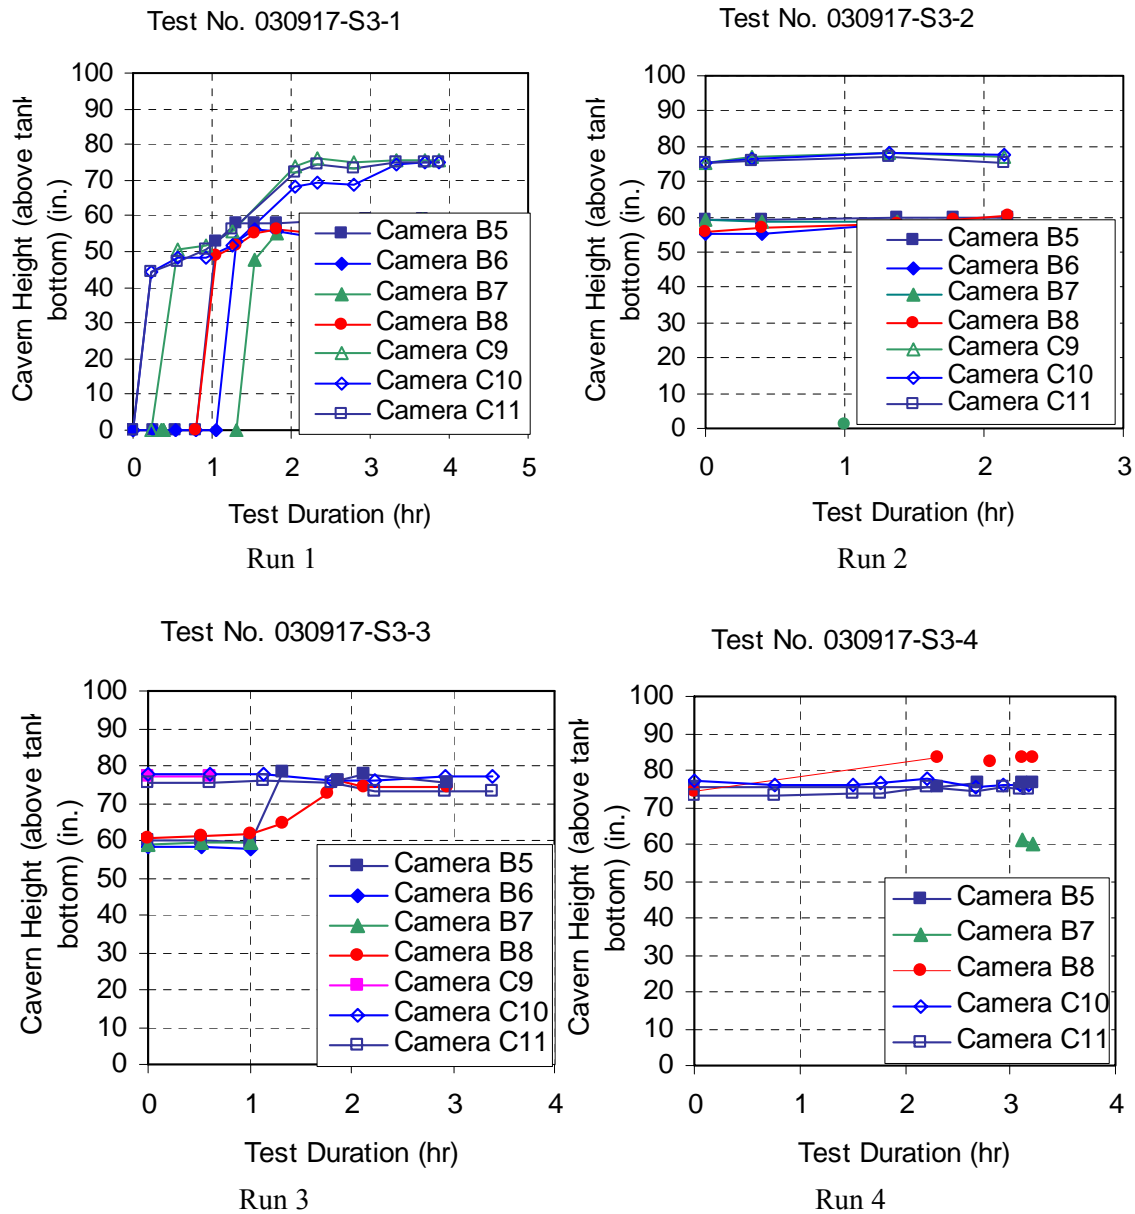 Test No. 030917-S3-1
Cavern Height (above tank
bottom) (in.)
100
90
80
70
60
50
40
30
20
10
0
0 1 2 3 4 5
Camera B5
Camera B6
Camera B7
Camera B8
Camera C9
Camera C10
Camera C11
Test Duration (hr)
Run 1
Test No. 030917-S3-2
Cavern Height (above tank
bottom) (in.)
100
90
80
70
60
50
40
30
20
10
0
0 1 2 3
Camera B5
Camera B6
Camera B7
Camera B8
Camera C9
Camera C10
Camera C11
Test Duration (hr)
Run 2
Test No. 030917-S3-3
Cavern Height (above tank
bottom) (in.)
100
90
80
70
60
50
40
30
20
10
0
0 1 2 3 4
Camera B5
Camera B6
Camera B7
Camera B8
Camera C9
Camera C10
Camera C11
Test Duration (hr)
Run 3
Test No. 030917-S3-4
Cavern Height (above tank
bottom) (in.)
100
90
80
70
60
50
40
30
20
10
0
0 1 2 3 4
Camera B5
Camera B7
Camera B8
Camera C10
Camera C11
Test Duration (hr)
Run 4